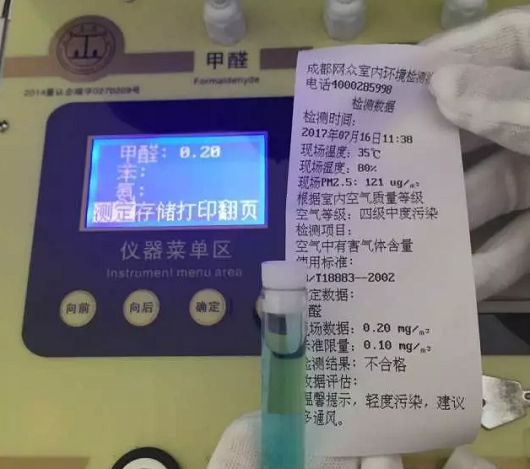 甲醛
Formaldehyde
甲醛: 0.20
苯:
氨:
测定存储打印翻页
仪器菜单区
Instrument menu area
向前
向后
确定
成都网众室内环境检测
电话4000285998
检测数据
检测时间:
2017年07月16日11:38
现场温度: 35℃
现场湿度: 80%
现场PM2.5: 121 ug/m³
根据室内空气质量等级
空气等级: 四级中度污染
检测项目:
空气中有害气体含量
使用标准:
/T18883--2002
定数据:
醛
场数据: 0.20 mg/m³
准限量: 0.10 mg/m³
检测结果: 不合格
数据评估:
温馨提示, 轻度污染, 建议
多通风。